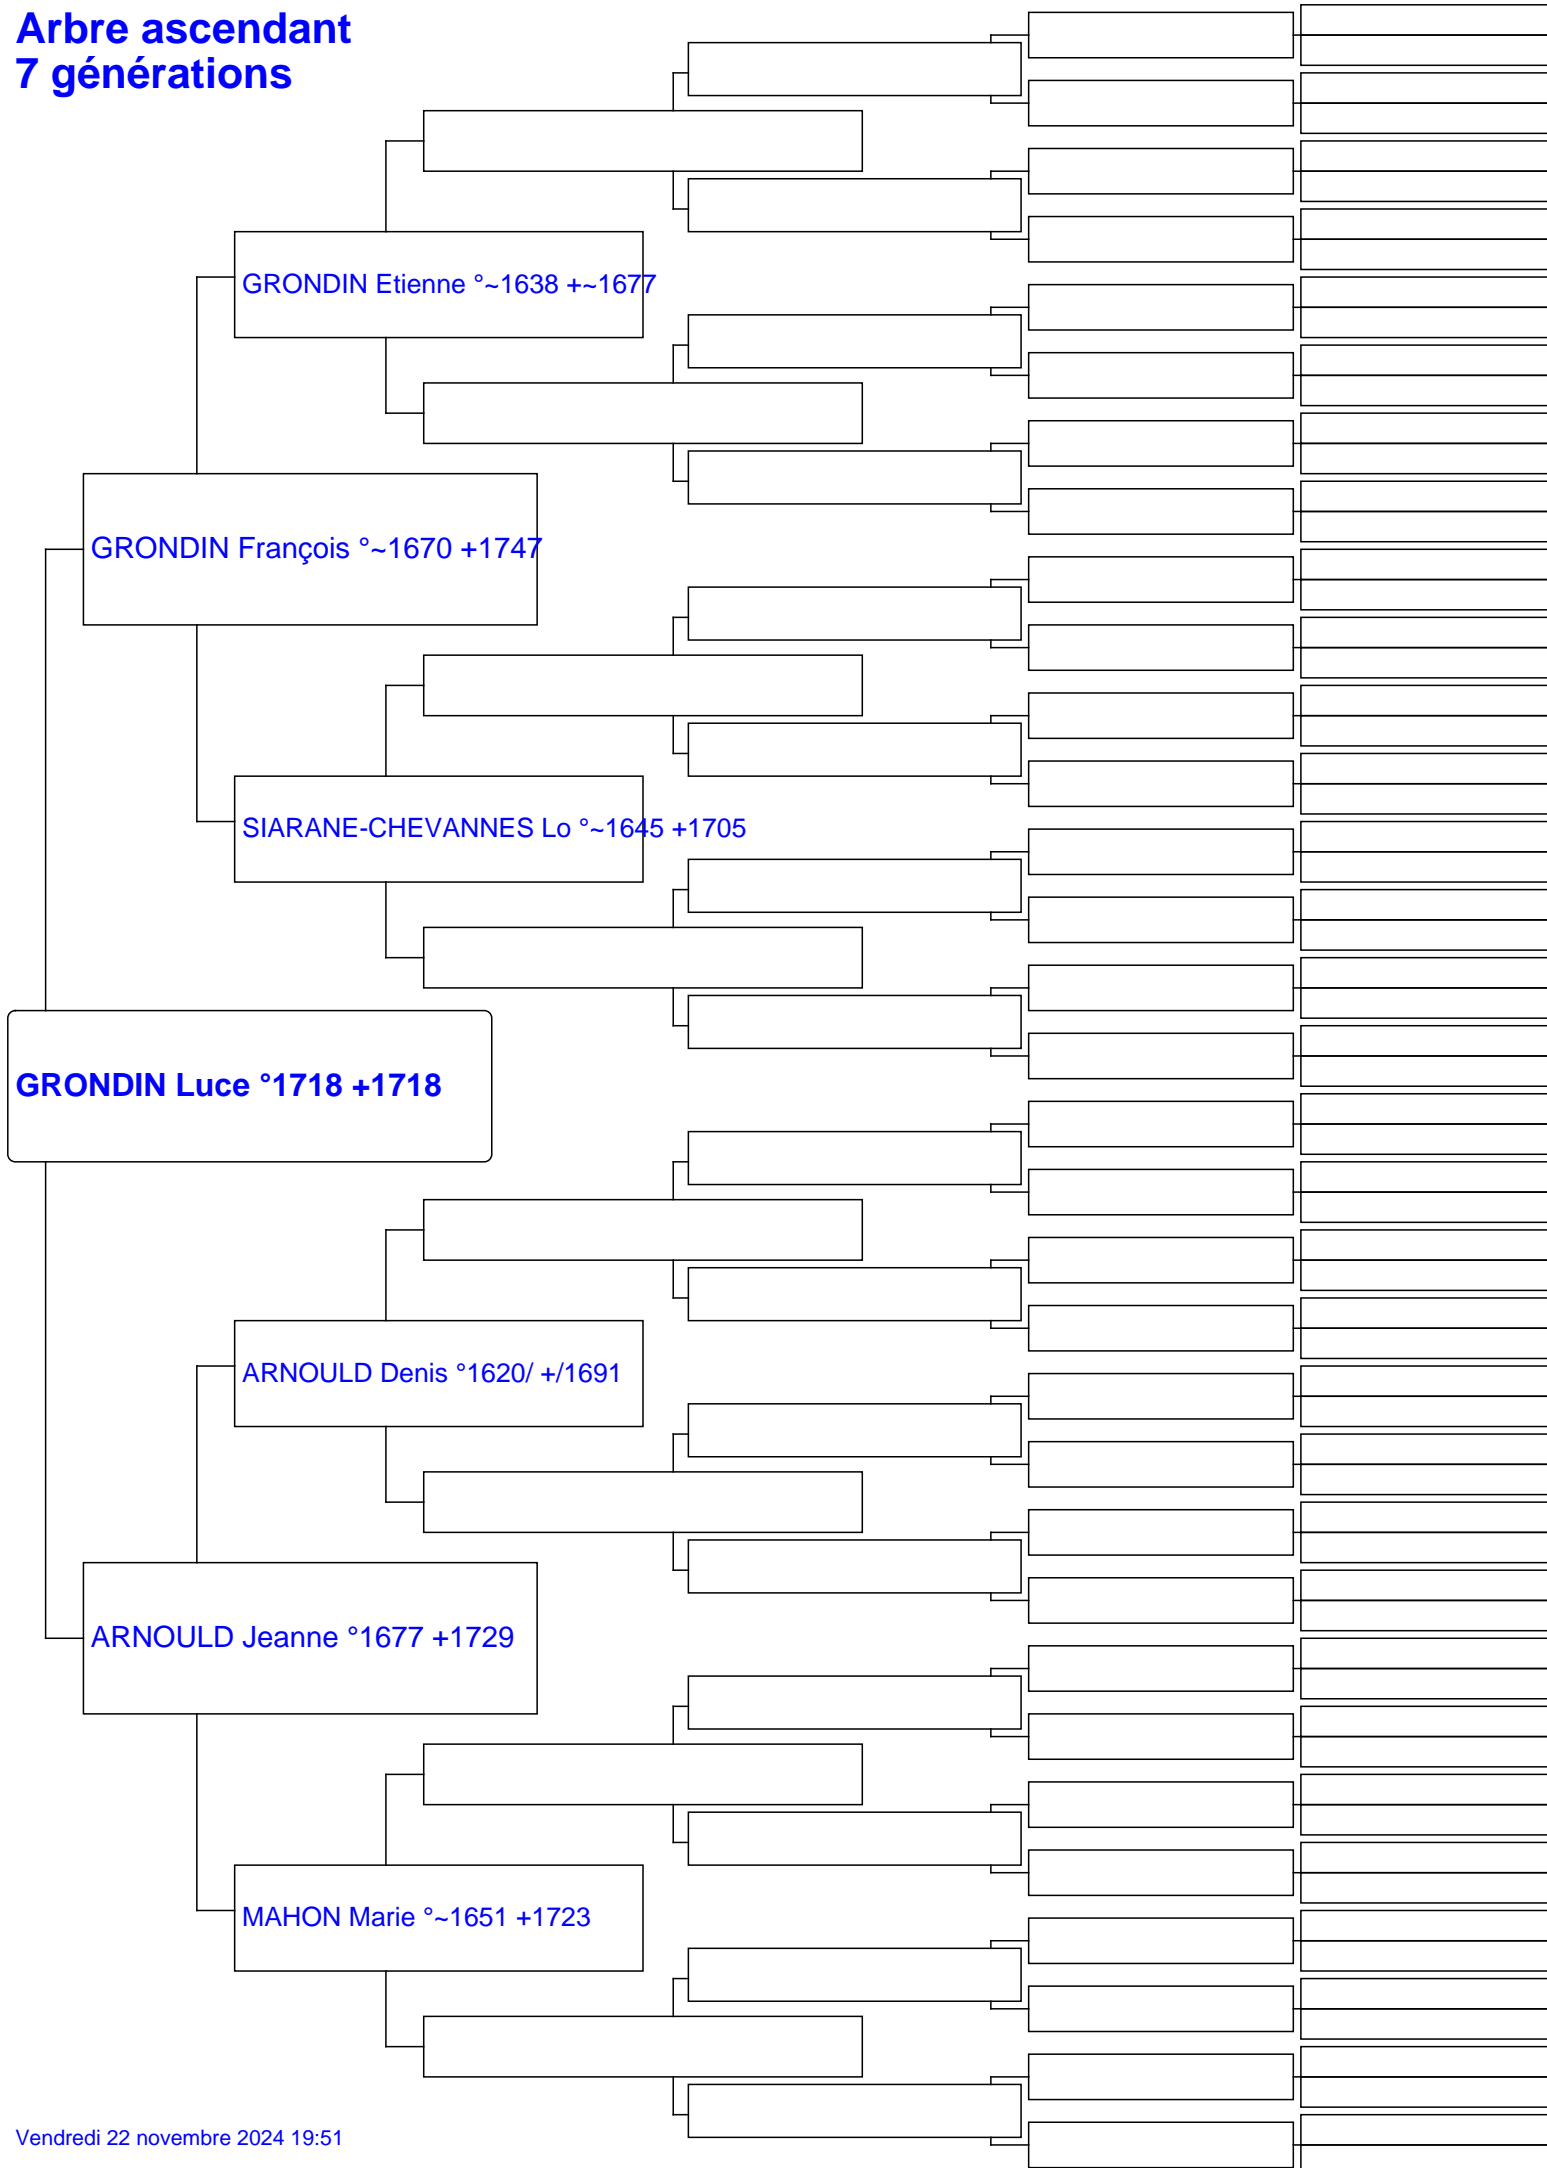 Arbre ascendant
7 générations
GRONDIN Etienne °~1638 +~1677
GRONDIN François °~1670 +1747
SIARANE-CHEVANNES Lo °~1645 +1705
GRONDIN Luce °1718 +1718
ARNOULD Denis °1620/ +/1691
ARNOULD Jeanne °1677 +1729
MAHON Marie °~1651 +1723
Vendredi 22 novembre 2024 19:51